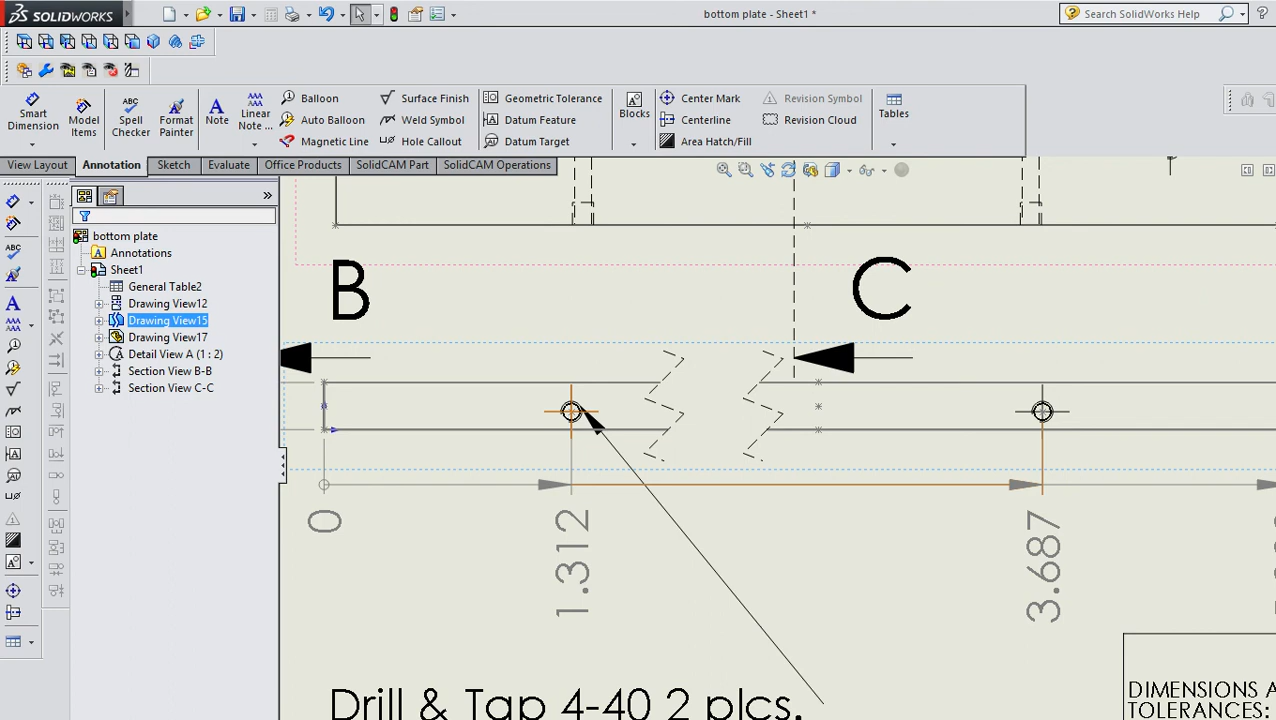 SOLIDWORKS
bottom plate - Sheet1 *
Search SolidWorks Help
Smart Dimension
Model Items
Spell Checker
Format Painter
Note
Linear Note ...
Balloon
Auto Balloon
Magnetic Line
Surface Finish
Weld Symbol
Hole Callout
Geometric Tolerance
Datum Feature
Datum Target
Blocks
Center Mark
Centerline
Area Hatch/Fill
Revision Symbol
Revision Cloud
Tables
View Layout
Annotation
Sketch
Evaluate
Office Products
SolidCAM Part
SolidCAM Operations
bottom plate
Annotations
Sheet1
General Table2
Drawing View12
Drawing View15
Drawing View17
Detail View A (1 : 2)
Section View B-B
Section View C-C
B
C
0
1.312
3.687
Drill & Tap 4-40 2 plcs.
DIMENSIONS A
TOLERANCES: